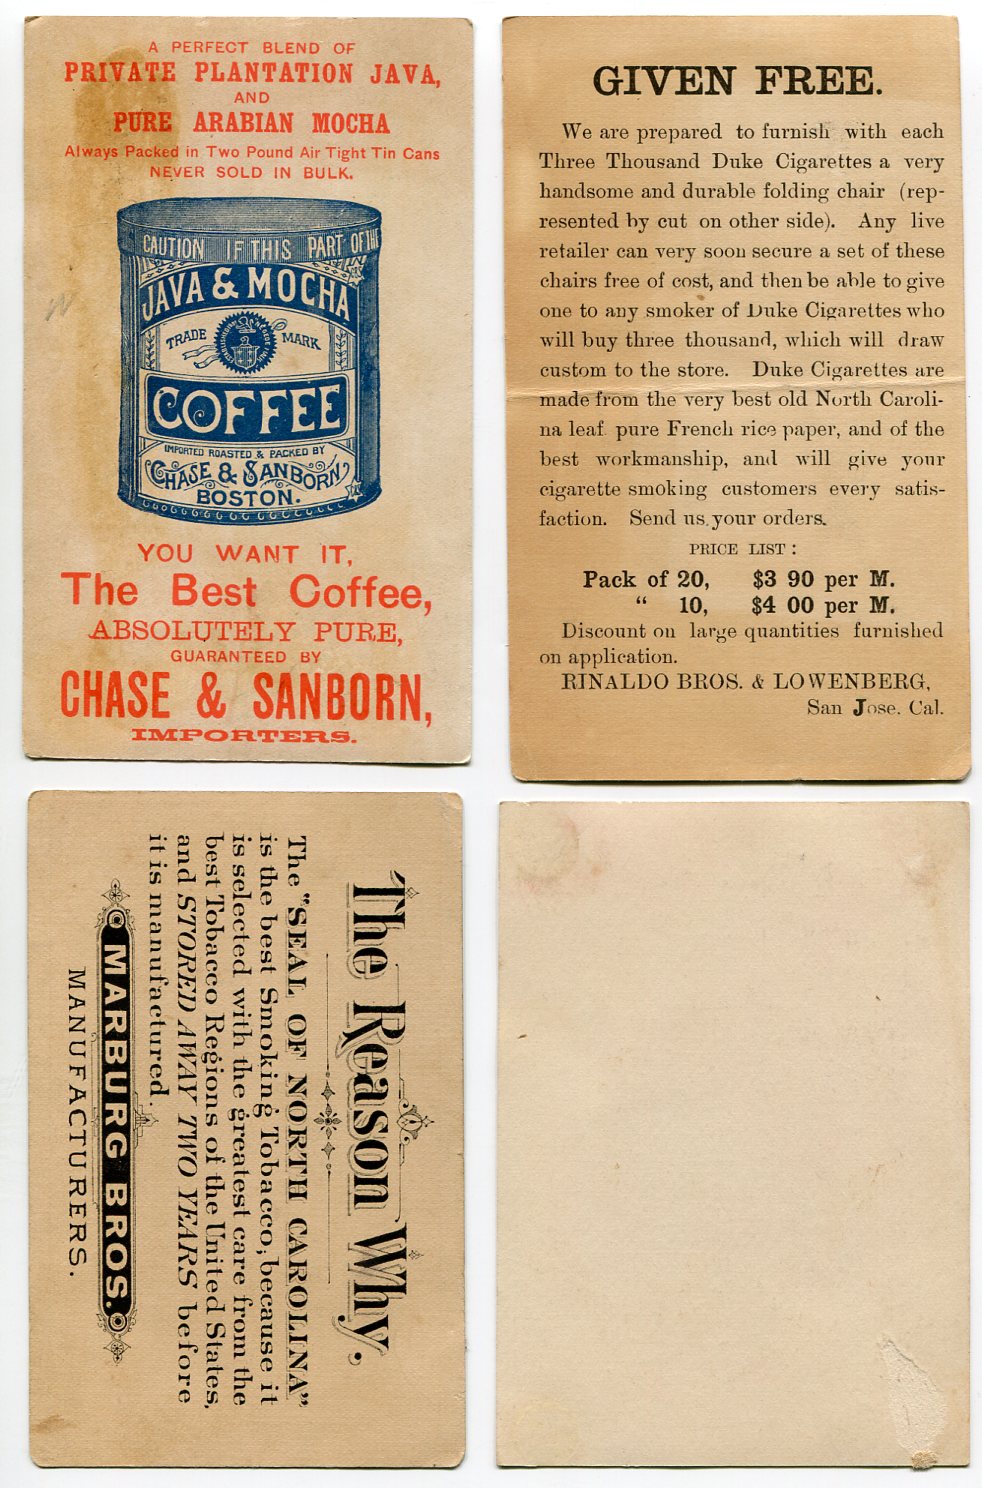 A PERFECT BLEND OF
PRIVATE PLANTATION JAVA,
AND
PURE ARABIAN MOCHA
Always Packed in Two Pound Air Tight Tin Cans
NEVER SOLD IN BULK.
CAUTION IF THIS PART OF THE
JAVA & MOCHA
TRADE MARK
COFFEE
IMPORTED ROASTED & PACKED BY
CHASE & SANBORN
BOSTON.
YOU WANT IT,
The Best Coffee,
ABSOLUTELY PURE,
GUARANTEED BY
CHASE & SANBORN,
IMPORTERS.
GIVEN FREE.
We are prepared to furnish with each
Three Thousand Duke Cigarettes a very
handsome and durable folding chair (rep-
resented by cut on other side). Any live
retailer can very soon secure a set of these
chairs free of cost, and then be able to give
one to any smoker of Duke Cigarettes who
will buy three thousand, which will draw
custom to the store. Duke Cigarettes are
made from the very best old North Caroli-
na leaf pure French rice paper, and of the
best workmanship, and will give your
cigarette smoking customers every satis-
faction. Send us your orders.
PRICE LIST:
Pack of 20, $3 90 per M.
" 10, $4 00 per M.
Discount on large quantities furnished
on application.
RINALDO BROS. & LOWENBERG,
San Jose. Cal.
The Reason Why.
The "SEAL OF NORTH CAROLINA"
is the best Smoking Tobacco, because it
is selected with the greatest care from the
best Tobacco Regions of the United States,
and STORED AWAY TWO YEARS before
it is manufactured.
MARBURG BROS.
MANUFACTURERS.